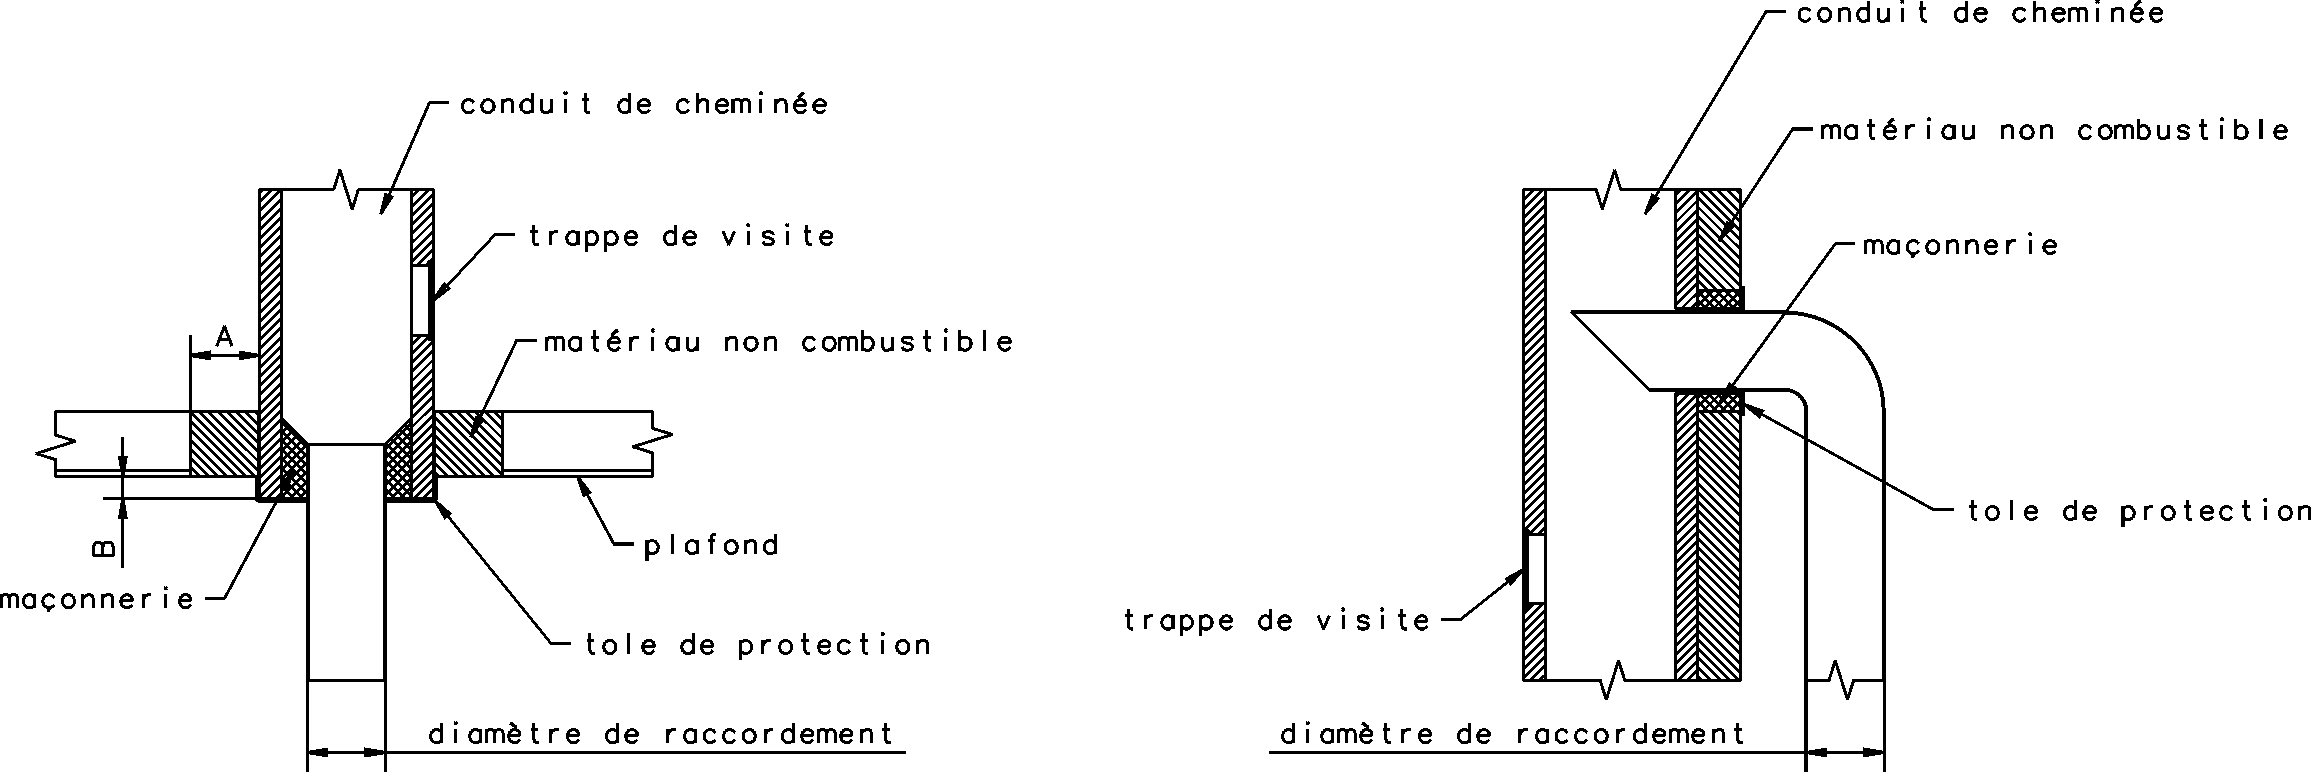 conduit de cheminée
trappe de visite
A
matériau non combustible
B
plafond
maçonnerie
tole de protection
diamètre de raccordement
conduit de cheminée
matériau non combustible
maçonnerie
tole de protection
trappe de visite
diamètre de raccordement